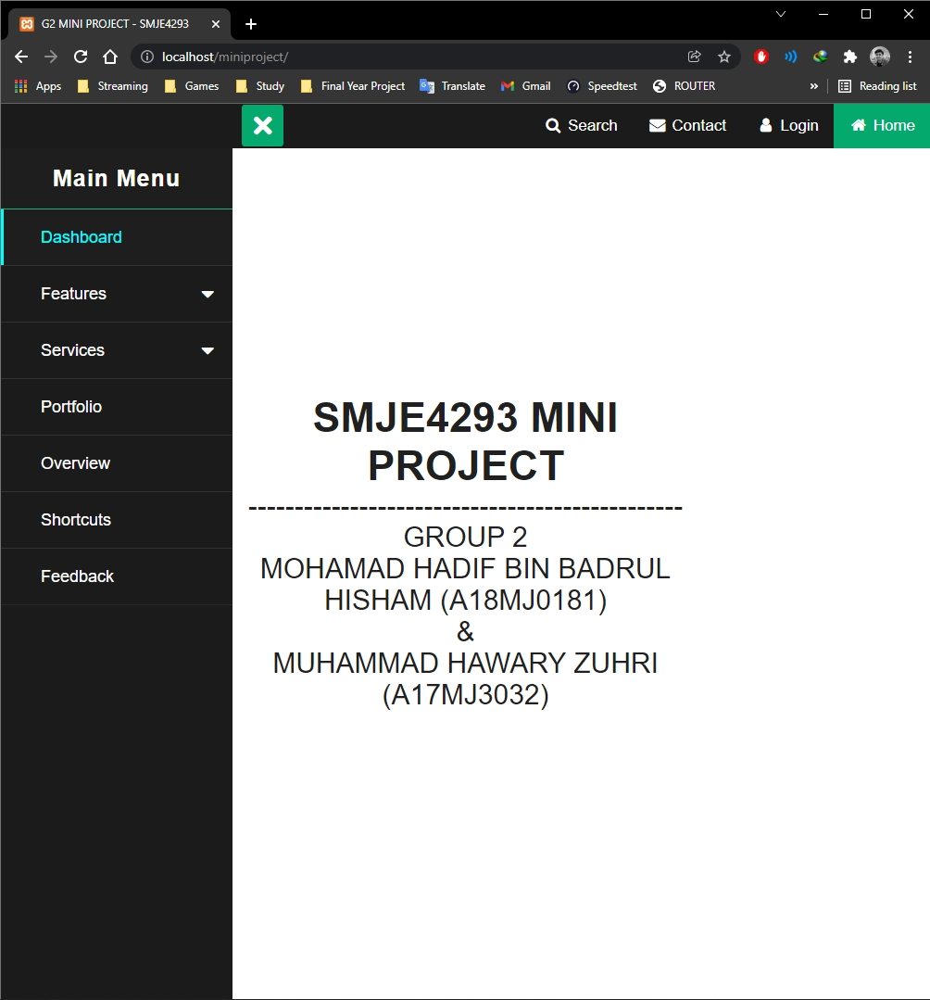 G2 MINI PROJECT - SMJE4293
localhost/miniproject/
Apps Streaming Games Study Final Year Project Translate Gmail Speedtest ROUTER » Reading list
Search Contact Login Home
Main Menu
Dashboard
Features
Services
Portfolio
Overview
Shortcuts
Feedback
SMJE4293 MINI
PROJECT
-----------------------------------------------
GROUP 2
MOHAMAD HADIF BIN BADRUL
HISHAM (A18MJ0181)
&
MUHAMMAD HAWARY ZUHRI
(A17MJ3032)